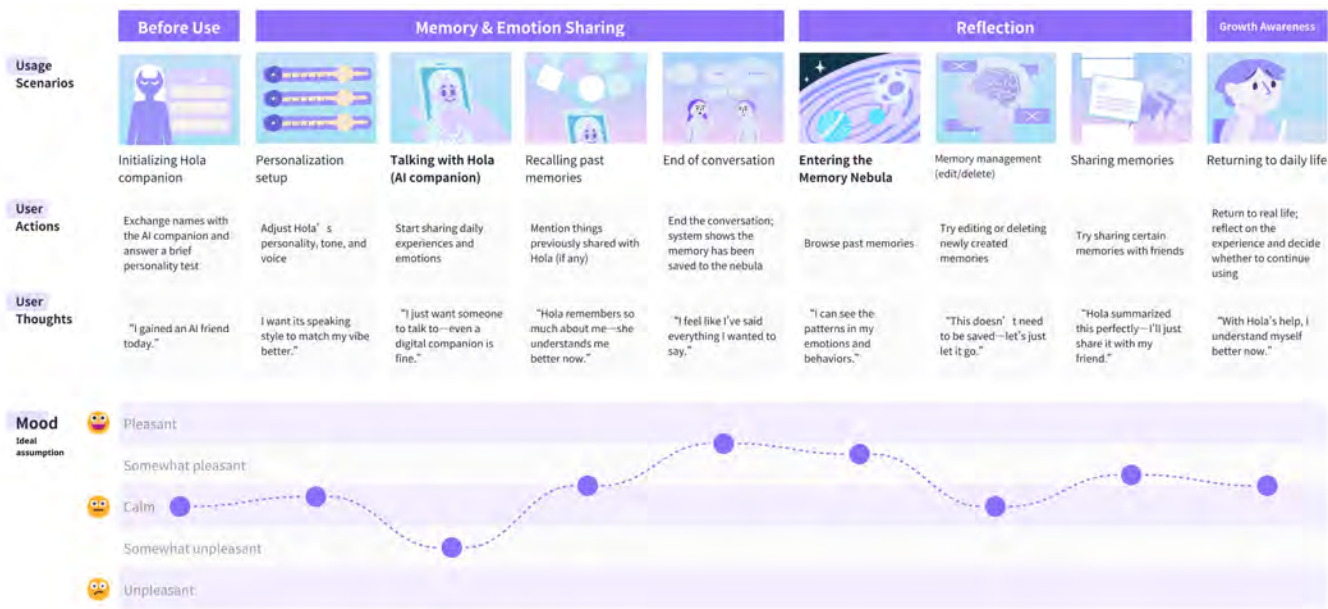 Before Use
Memory & Emotion Sharing
Reflection
Growth Awareness
Usage
Scenarios
Initializing Hola
companion
Personalization
setup
Talking with Hola
(AI companion)
Recalling past
memories
End of conversation
Entering the
Memory Nebula
Memory management
(edit/delete)
Sharing memories
Returning to daily life
User
Actions
Exchange names with
the AI companion and
answer a brief
personality test
Adjust Hola’s
personality, tone, and
voice
Start sharing daily
experiences and
emotions
Mention things
previously shared with
Hola (if any)
End the conversation;
system shows the
memory has been
saved to the nebula
Browse past memories
Try editing or deleting
newly created
memories
Try sharing certain
memories with friends
Return to real life;
reflect on the
experience and decide
whether to continue
using
User
Thoughts
“I gained an AI friend
today.”
I want its speaking
style to match my vibe
better.”
“I just want someone
to talk to—even a
digital companion is
fine.”
“Hola remembers so
much about me—she
understands me
better now.”
“I feel like I’ve said
everything I wanted to
say.”
“I can see the
patterns in my
emotions and
behaviors.”
“This doesn’t need
to be saved—let’s just
let it go.”
“Hola summarized
this perfectly—I’ll just
share it with my
friend.”
“With Hola’s help, i
understand myself
better now.”
Mood
Ideal
assumption
Pleasant
Somewhat pleasant
Calm
Somewhat unpleasant
Unpleasant